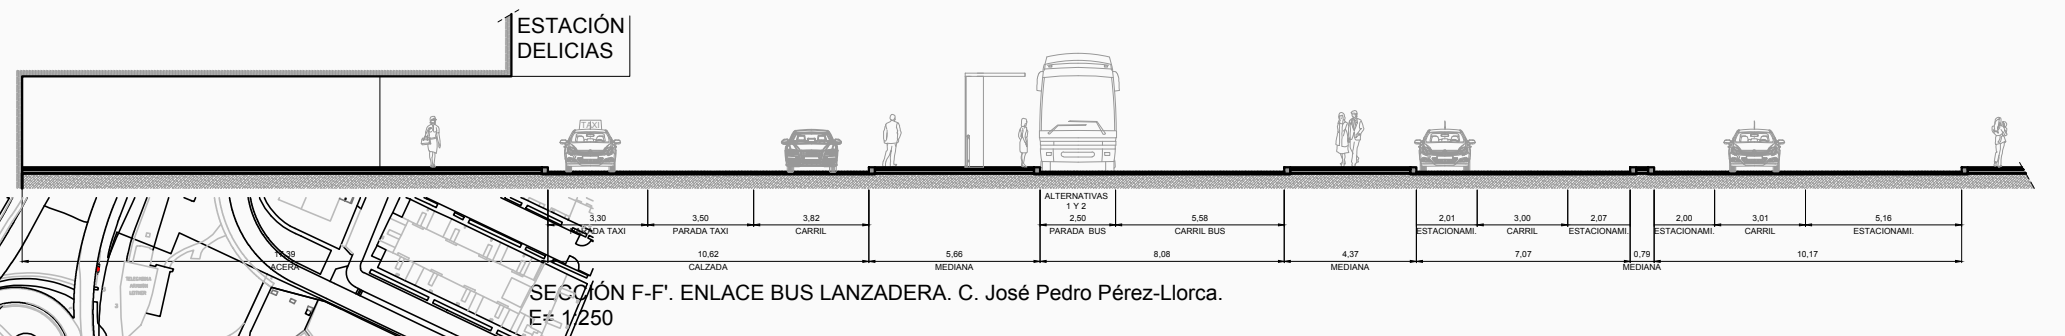 ESTACIÓN
DELICIAS
TAXI
ALTERNATIVAS
1 Y 2
3,30 3,50 3,82 2,50 5,58 2,01 3,00 2,07 2,00 3,01 5,16
PARADA TAXI PARADA TAXI CARRIL PARADA BUS CARRIL BUS ESTACIONAMI. CARRIL ESTACIONAMI. ESTACIONAMI. CARRIL ESTACIONAMI.
10,62 5,66 8,08 4,37 7,07 0,79 10,17
ACERA CALZADA MEDIANA MEDIANA MEDIANA
SECCIÓN F-F'. ENLACE BUS LANZADERA. C. José Pedro Pérez-Llorca.
E= 1:250